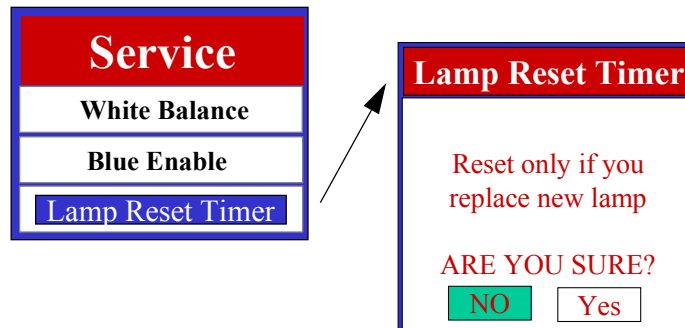 Service
White Balance
Blue Enable
Lamp Reset Timer
Lamp Reset Timer
Reset only if you
replace new lamp
ARE YOU SURE?
NO Yes